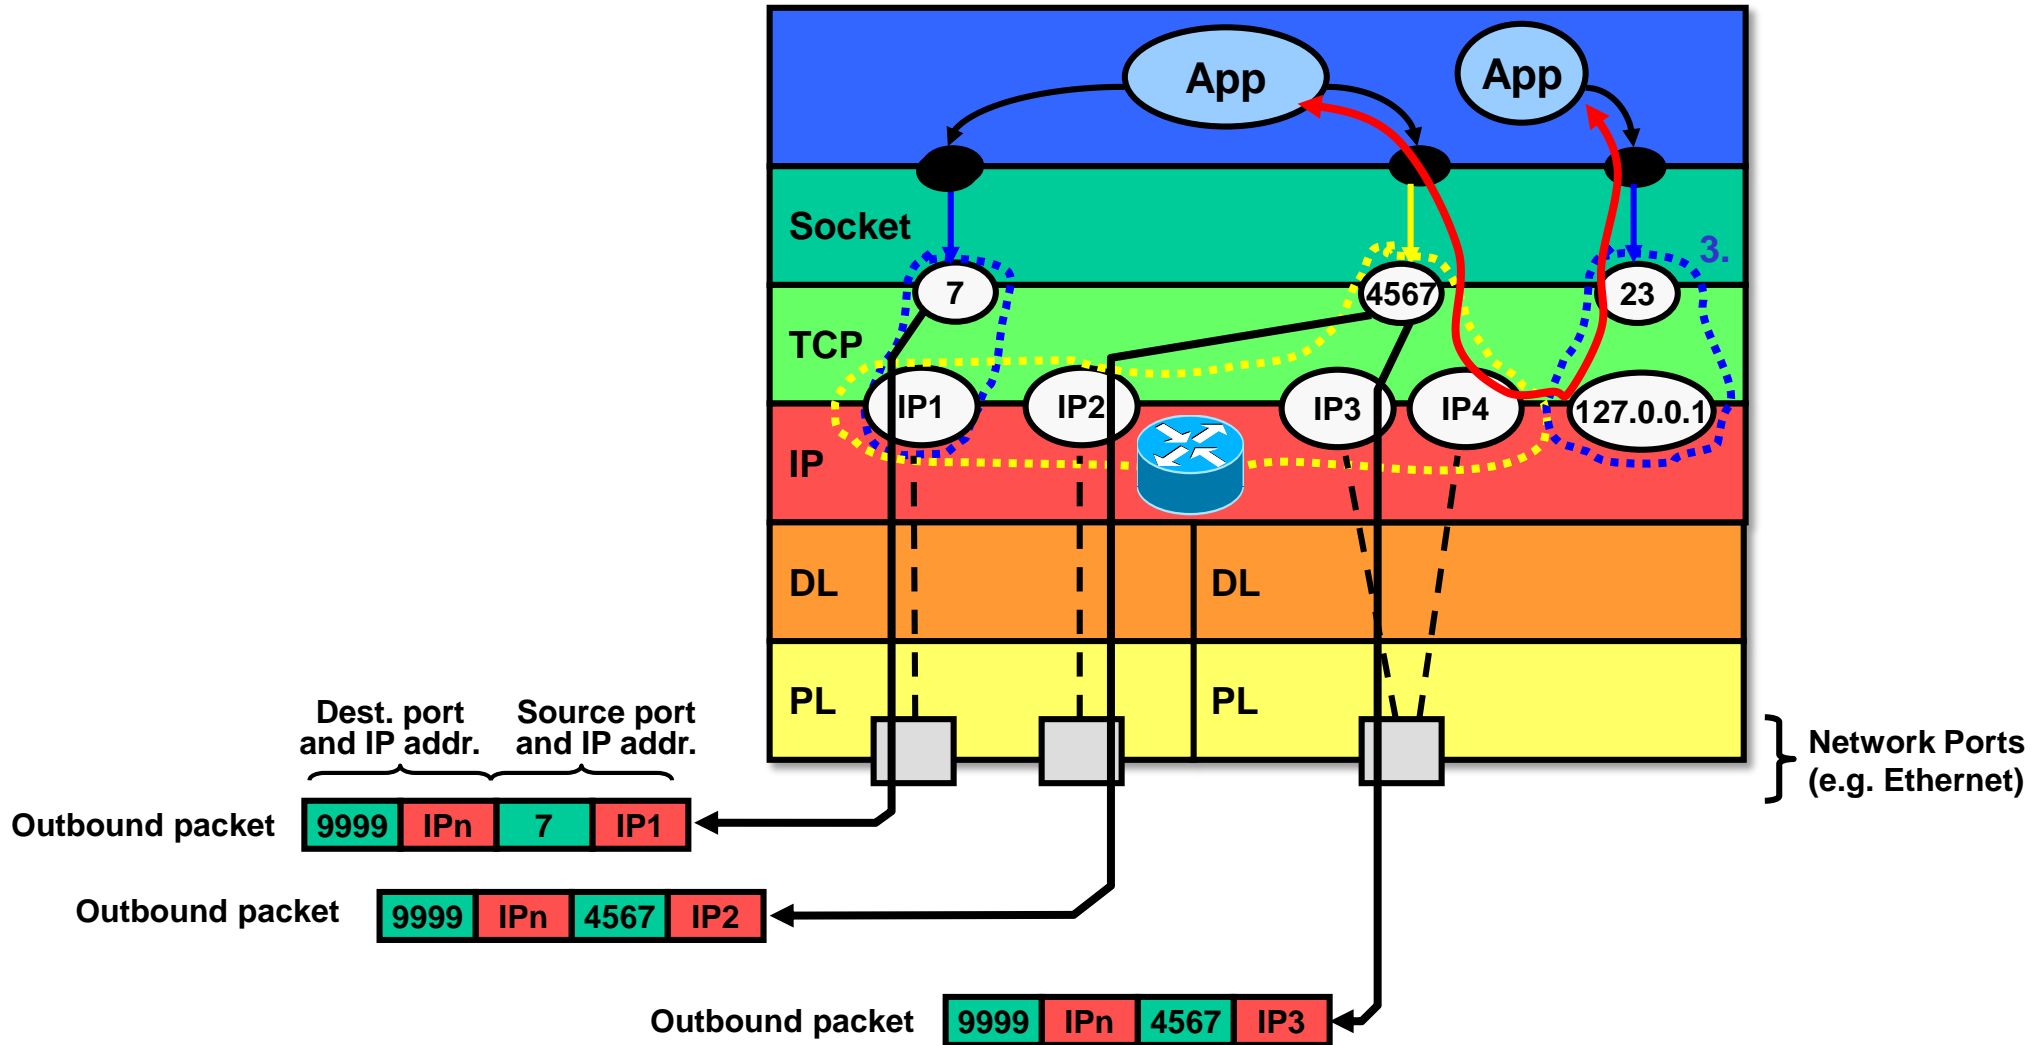 App
App
Socket
3.
7
4567
23
TCP
IP1
IP2
IP3
IP4
127.0.0.1
IP
DL
DL
PL
PL
Dest. port
and IP addr.
Source port
and IP addr.
Network Ports
(e.g. Ethernet)
Outbound packet
9999
IPn
7
IP1
Outbound packet
9999
IPn
4567
IP2
Outbound packet
9999
IPn
4567
IP3